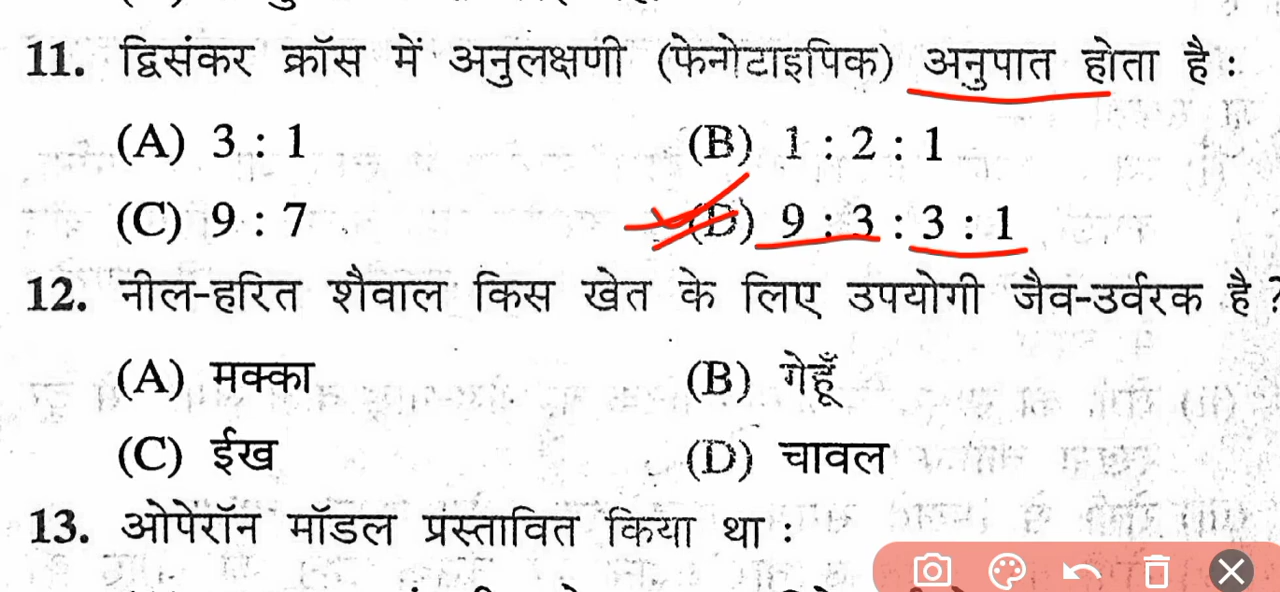 11. द्विसंकर क्रॉस में अनुलक्षणी (फेनोटाइपिक) अनुपात होता है :
(A) 3 : 1 (B) 1 : 2 : 1
(C) 9 : 7 (D) 9 : 3 : 3 : 1
12. नील-हरित शैवाल किस खेत के लिए उपयोगी जैव-उर्वरक है ?
(A) मक्का (B) गेहूँ
(C) ईख (D) चावल
13. ओपेरॉन मॉडल प्रस्तावित किया था :